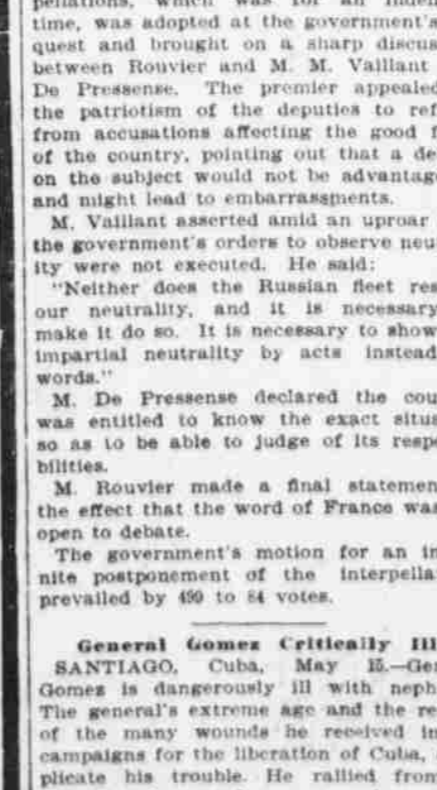 pellations, which was for an inden
time, was adopted at the government's
quest and brought on a sharp discus
between Rouvier and M. M. Vaillant
De Pressense. The premier appealed
the patriotism of the deputies to ref
from accusations affecting the good f
of the country, pointing out that a de
on the subject would not be advantag
and might lead to embarrassments.
M. Vaillant asserted amid an uproar
the government's orders to observe neu
ity were not executed. He said:
"Neither does the Russian fleet res
our neutrality, and it is necessary
make it do so. It is necessary to show
impartial neutrality by acts instead
words."
M. De Pressense declared the cou
was entitled to know the exact situa
so as to be able to judge of its respo
bilities.
M. Rouvier made a final statemen
the effect that the word of France was
open to debate.
The government's motion for an in
nite postponement of the interpella
prevailed by 499 to 84 votes.
General Gomez Critically Ill
SANTIAGO, Cuba, May 15.—Gen
Gomez is dangerously ill with neph
The general's extreme age and the re
of the many wounds he received in
campaigns for the liberation of Cuba,
plicate his trouble. He rallied from